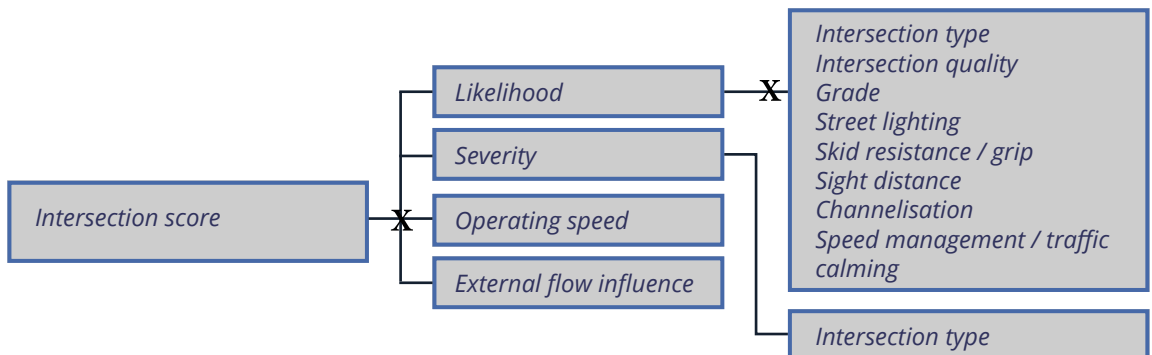 Intersection score
X
Likelihood
Severity
Operating speed
External flow influence
X
Intersection type
Intersection quality
Grade
Street lighting
Skid resistance / grip
Sight distance
Channelisation
Speed management / traffic
calming
Intersection type